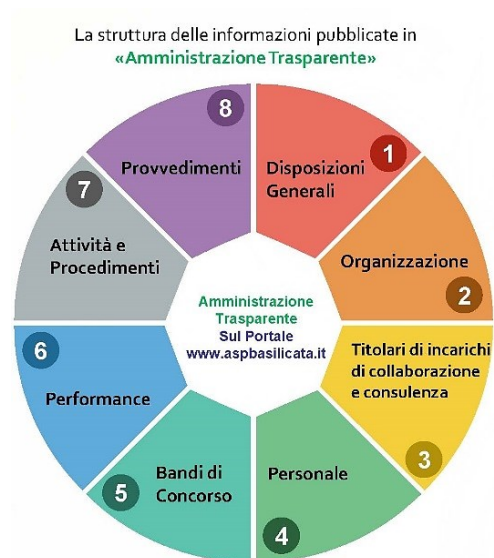 La struttura delle informazioni pubblicate in
«Amministrazione Trasparente»
1
Disposizioni
Generali
Organizzazione
2
Titolari di incarichi
di collaborazione
e consulenza
3
Personale
4
Bandi di
Concorso
5
6
Performance
7
Attività e
Procedimenti
8
Provvedimenti
Amministrazione
Trasparente
Sul Portale
www.aspbasilicata.it